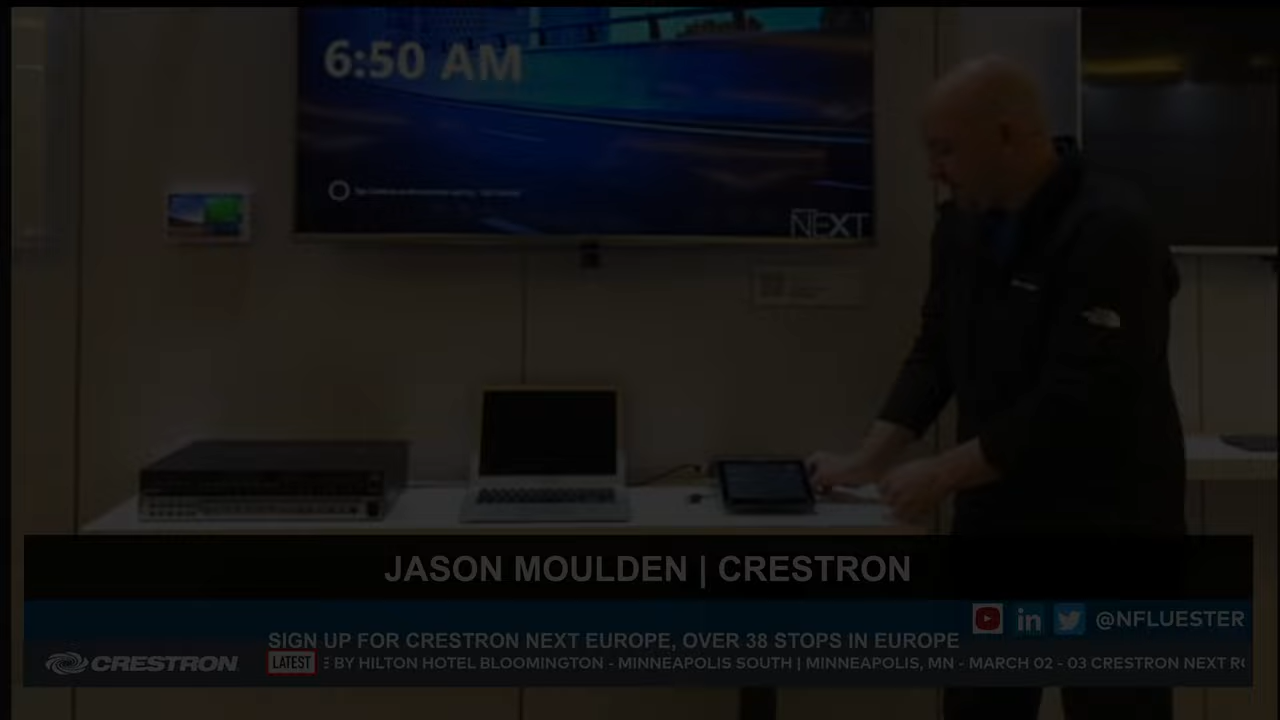 6:50 AM
NEXT
JASON MOULDEN | CRESTRON
@NFLUESTER
SIGN UP FOR CRESTRON NEXT EUROPE, OVER 38 STOPS IN EUROPE
CRESTRON
LATEST
BY HILTON HOTEL BLOOMINGTON - MINNEAPOLIS SOUTH | MINNEAPOLIS, MN - MARCH 02 - 03 CRESTRON NEXT